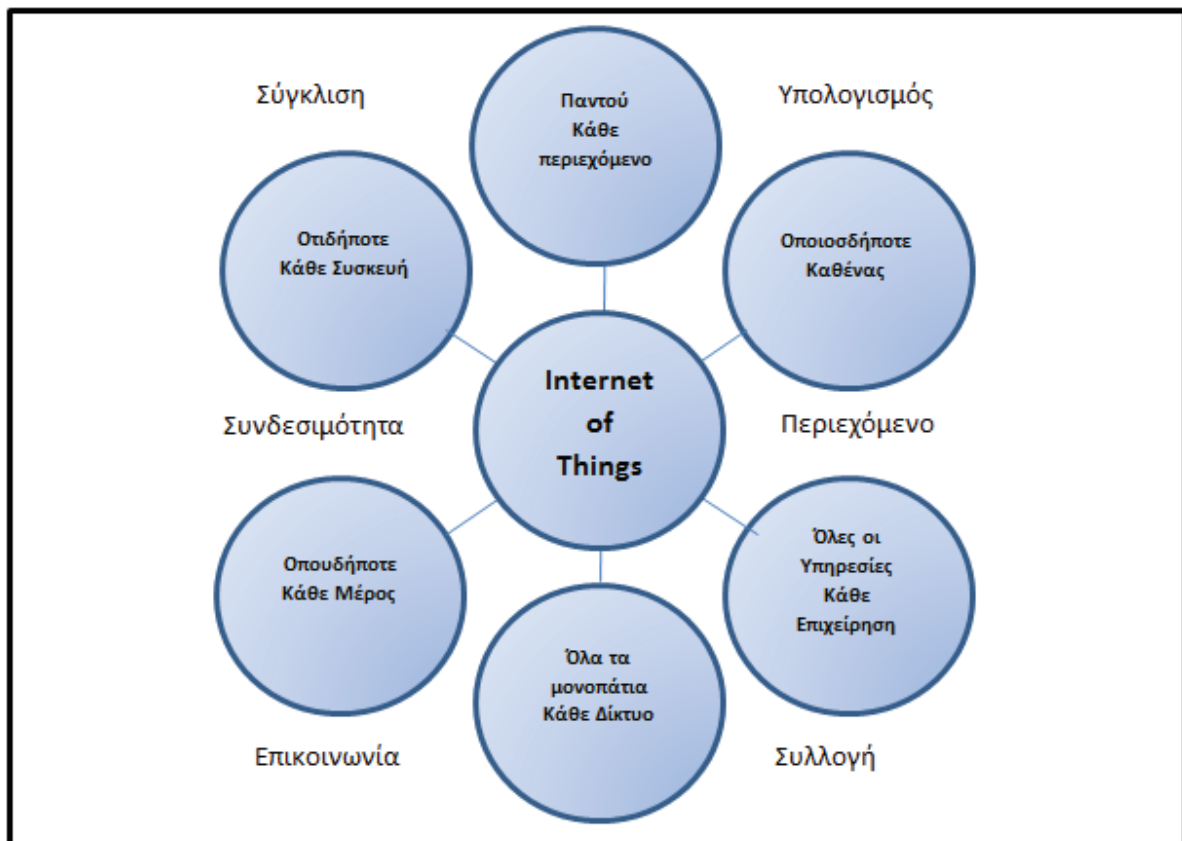 Παντού
Κάθε
περιεχόμενο
Σύγκλιση
Υπολογισμός
Οτιδήποτε
Κάθε Συσκευή
Οποιοσδήποτε
Καθένας
Internet
of
Things
Συνδεσιμότητα
Περιεχόμενο
Οπουδήποτε
Κάθε Μέρος
Όλες οι
Υπηρεσίες
Κάθε
Επιχείρηση
Όλα τα
μονοπάτια
Κάθε Δίκτυο
Επικοινωνία
Συλλογή